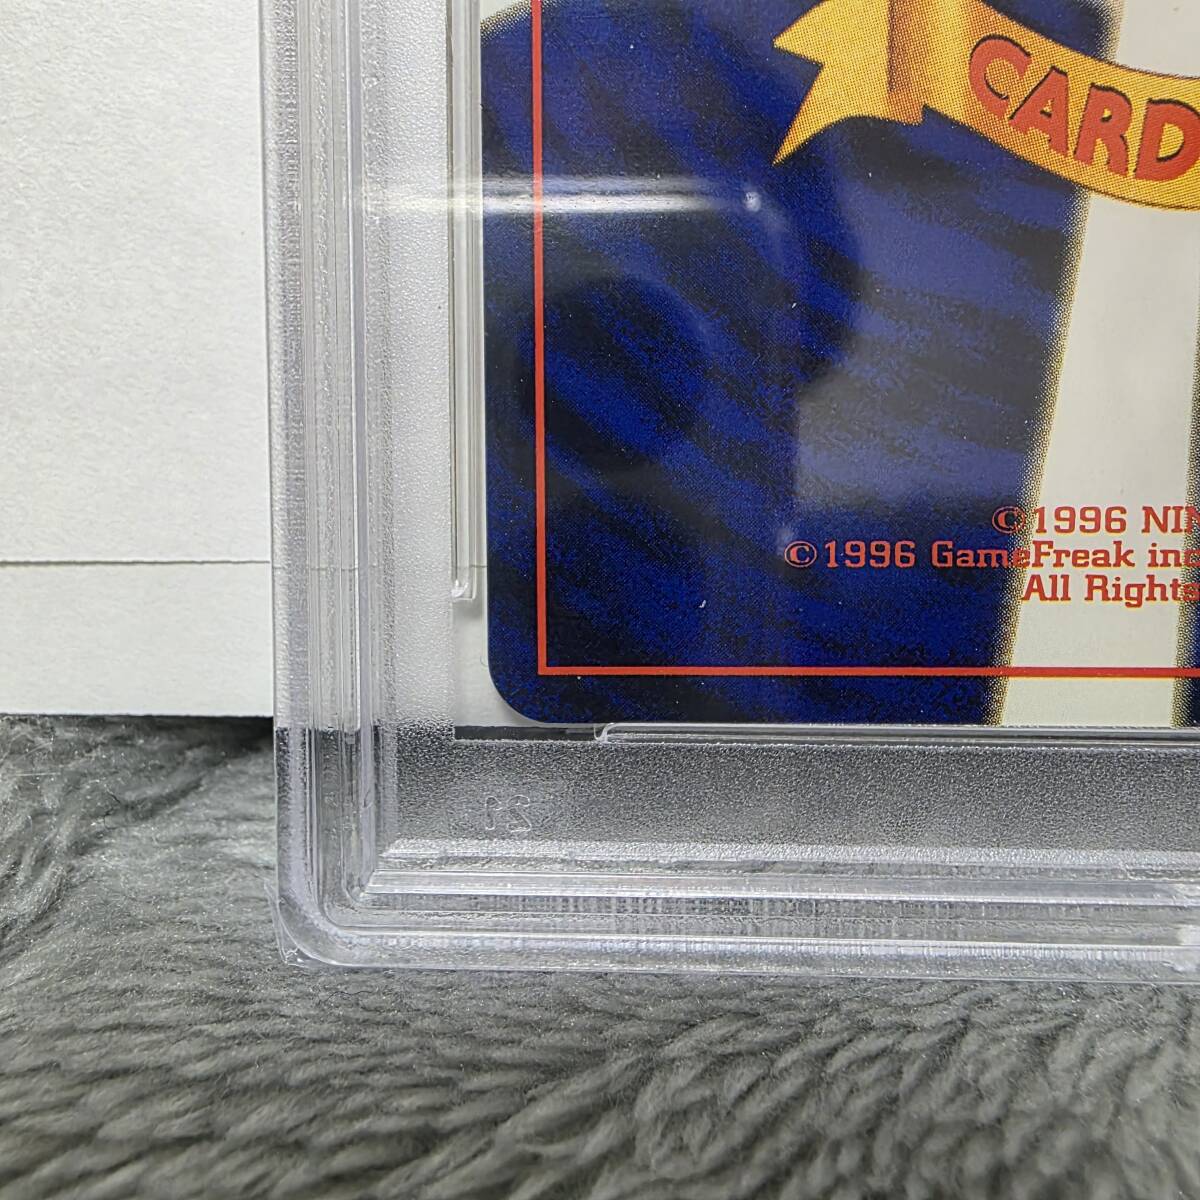 CARD
©1996 NIN
©1996 GameFreak inc
All Rights